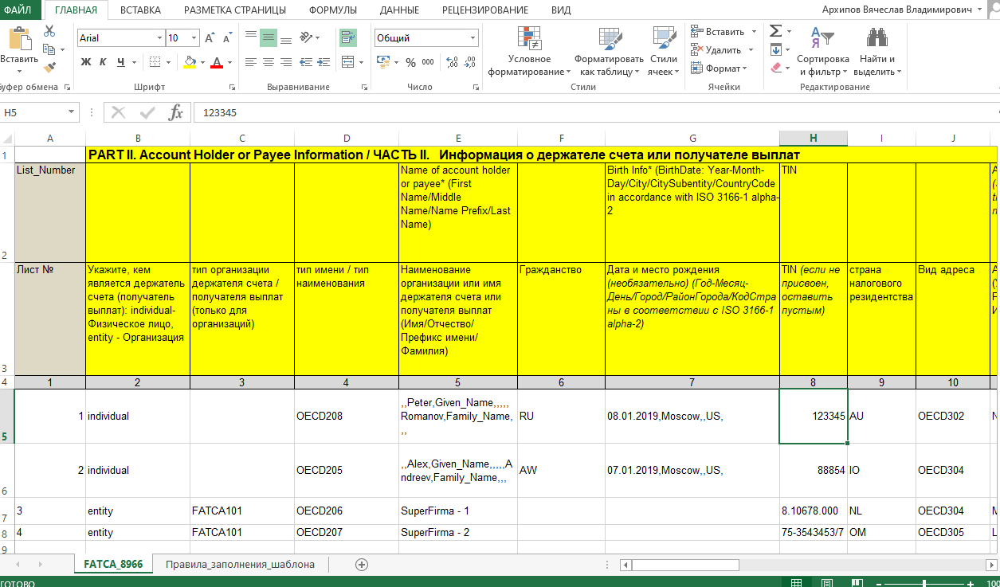 ФАЙЛ ГЛАВНАЯ ВСТАВКА РАЗМЕТКА СТРАНИЦЫ ФОРМУЛЫ ДАННЫЕ РЕЦЕНЗИРОВАНИЕ ВИД Архипов Вячеслав Владимирович
Вставить
Arial 10
Ж К Ч
А А
Общий
% 000
Условное
форматирование
Форматировать
как таблицу
Стили
ячеек
Вставить
Удалить
Формат
Сортировка
и фильтр
Найти и
выделить
буфер обмена Шрифт Выравнивание Число Стили Ячейки Редактирование
H5 fx 123345
A B C D E F G H I J
1 PART II. Account Holder or Payee Information / ЧАСТЬ II. Информация о держателе счета или получателе выплат
List_Number
Name of account holder
or payee* (First
Name/Middle
Name/Name Prefix/Last
Name)
Birth Info* (BirthDate: Year-Month-
Day/City/CitySubentity/CountryCode
in accordance with ISO 3166-1 alpha-
2
TIN
2
Лист №
Укажите, кем
является держатель
счета (получатель
выплат): individual-
Физическое лицо,
entity - Организация
тип организации
держателя счета /
получателя выплат
(только для
организаций)
тип имени / тип
наименования
Наименование
организации или имя
держателя счета или
получателя выплат
(Имя/Отчество/
Префикс имени/
Фамилия)
Гражданство
Дата и место рождения
(необязательно) (Год-Месяц-
День/Город/РайонГорода/КодСтра
ны в соответствии с ISO 3166-1
alpha-2)
TIN (если не
присвоен,
оставить
пустым)
страна
налогового
резидентства
Вид адреса
3
4 1 2 3 4 5 6 7 8 9 10
5 1 individual OECD208
,,Peter,Given_Name,,,,,
Romanov,Family_Name,
,,
RU 08.01.2019,Moscow,,US, 123345 AU OECD302
6 2 individual OECD205
,,Alex,Given_Name,,,,,A
ndreev,Family_Name,,,
AW 07.01.2019,Moscow,,US, 88854 IO OECD304
7 3 entity FATCA101 OECD206 SuperFirma - 1 8.10678.000 NL OECD304
8 4 entity FATCA101 OECD207 SuperFirma - 2 75-3543453/7 OM OECD305
9
FATCA_8966 Правила_заполнения_шаблона
ГОТОВО